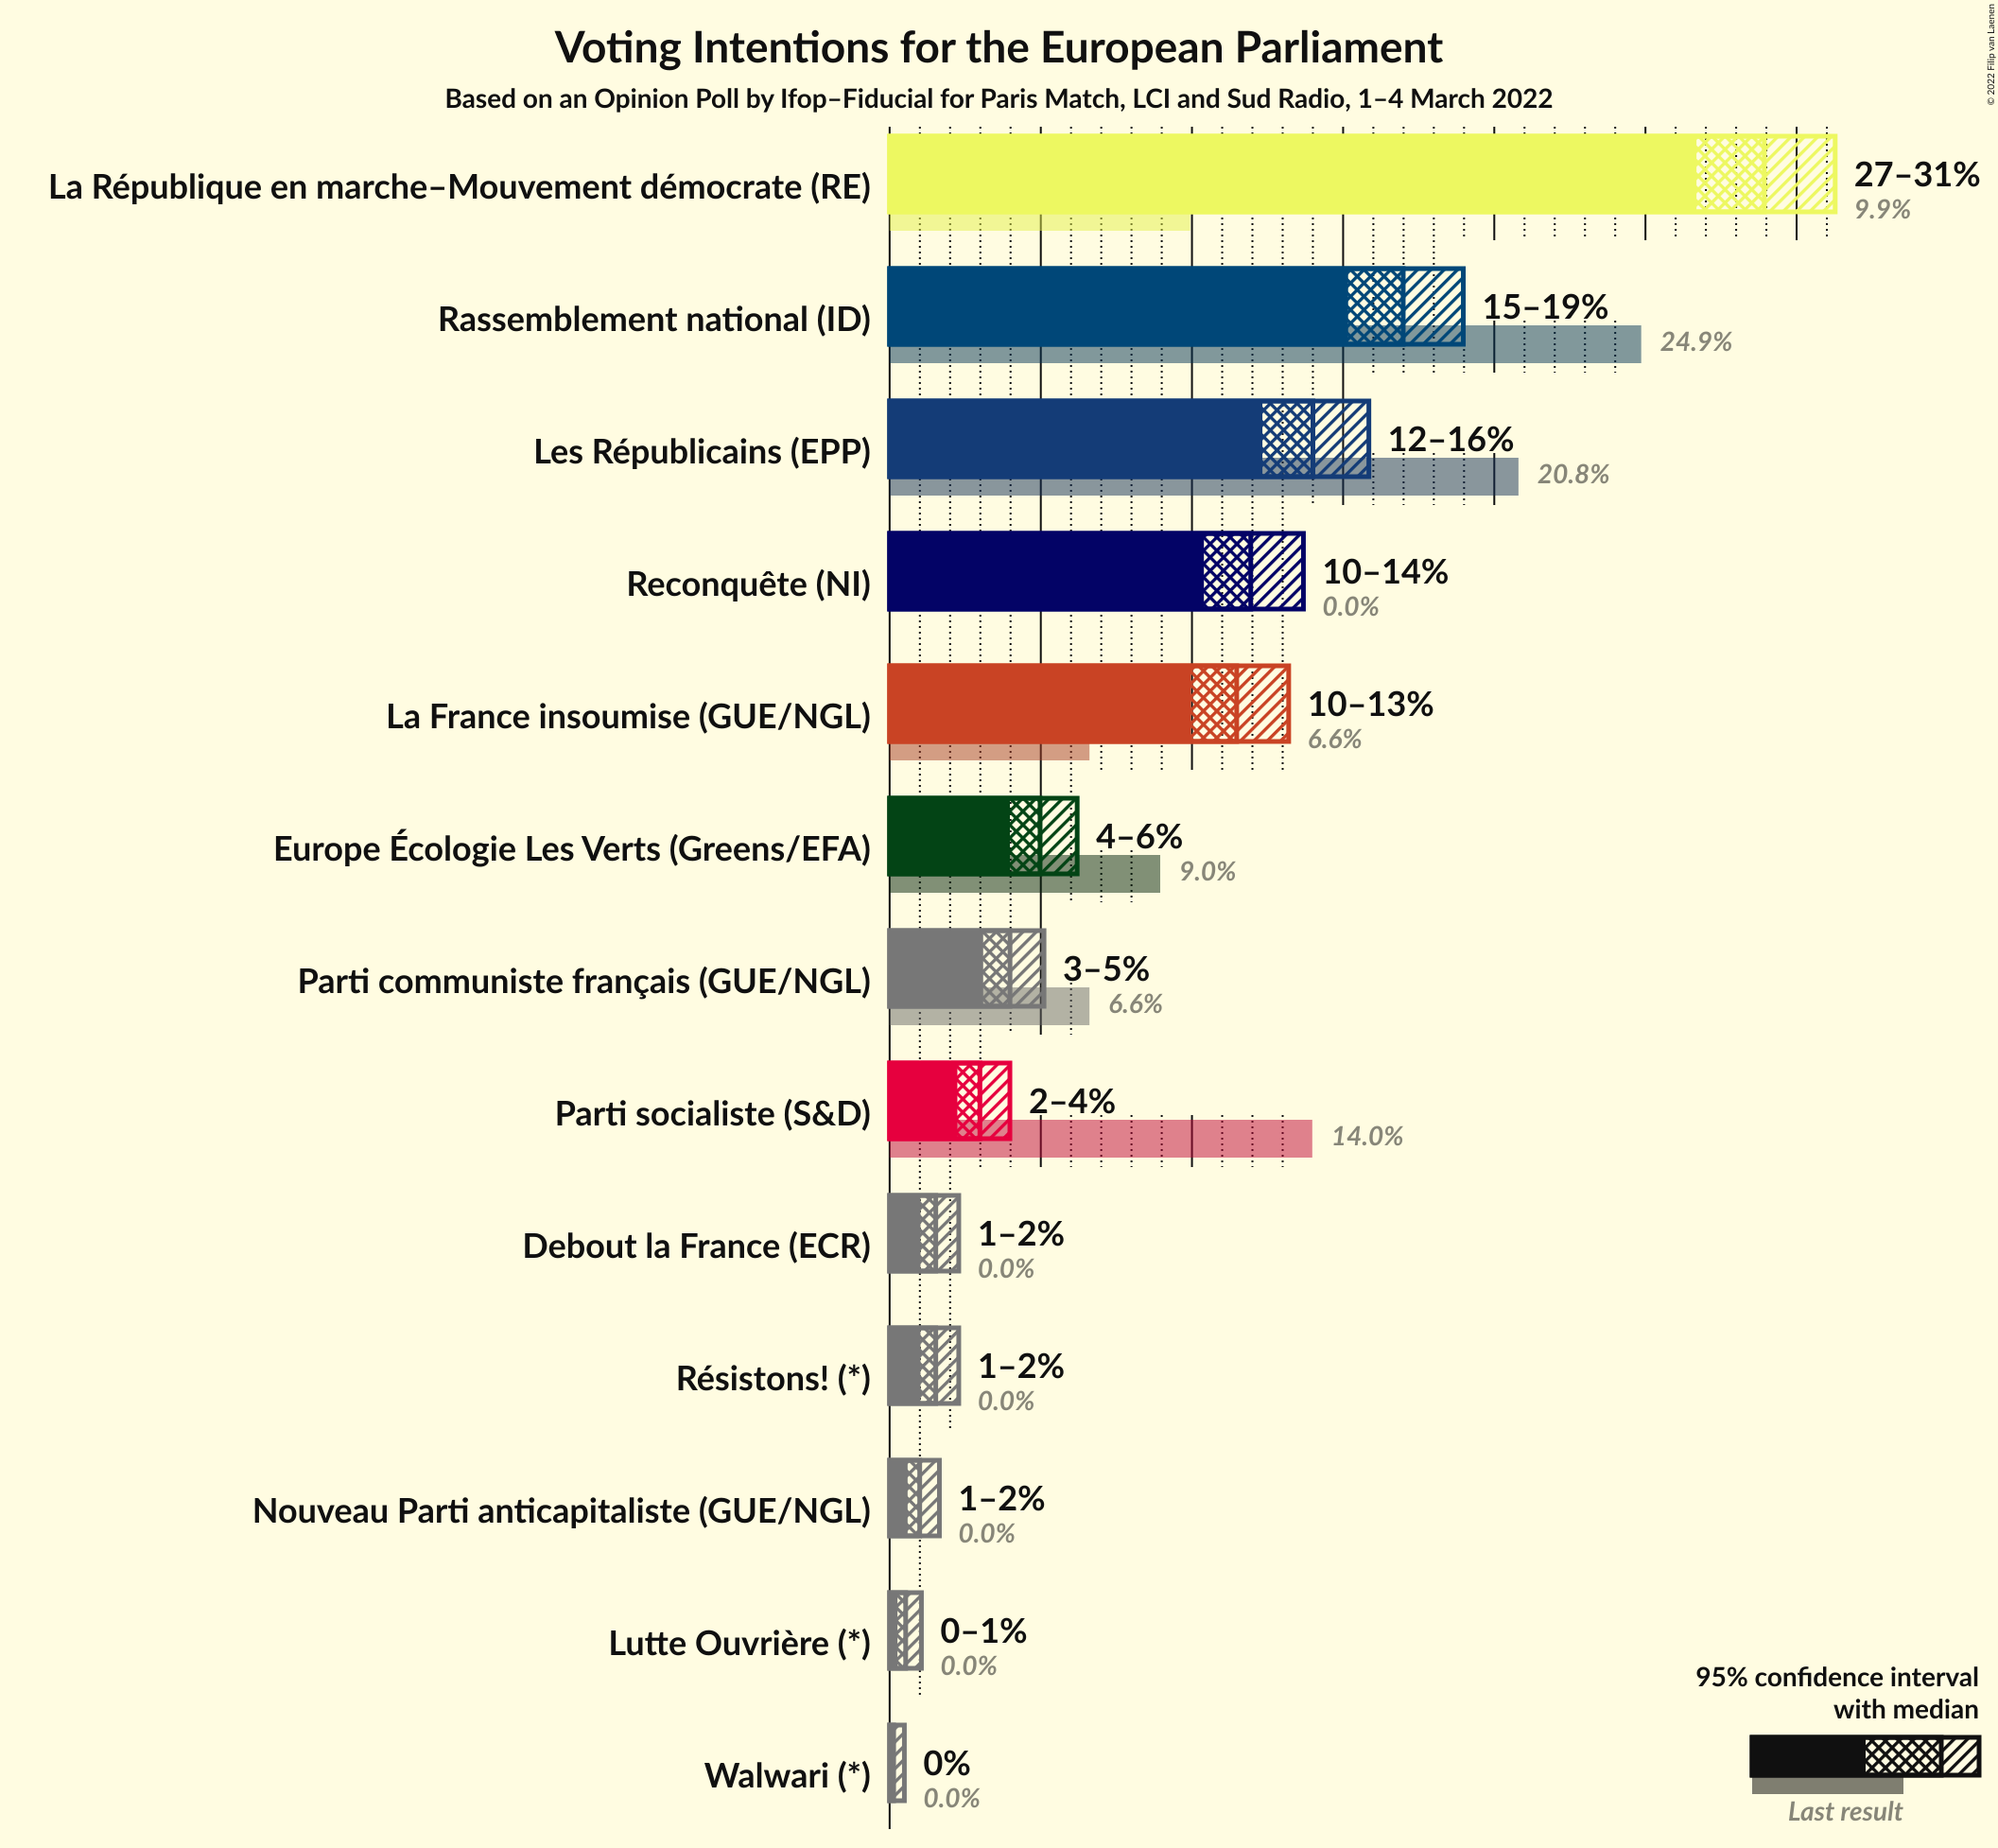 Voting Intentions for the European Parliament
Based on an Opinion Poll by Ifop–Fiducial for Paris Match, LCI and Sud Radio, 1–4 March 2022
© 2022 Filip van Laenen
La République en marche–Mouvement démocrate (RE)
27–31%
9.9%
Rassemblement national (ID)
15–19%
24.9%
Les Républicains (EPP)
12–16%
20.8%
Reconquête (NI)
10–14%
0.0%
La France insoumise (GUE/NGL)
10–13%
6.6%
Europe Écologie Les Verts (Greens/EFA)
4–6%
9.0%
Parti communiste français (GUE/NGL)
3–5%
6.6%
Parti socialiste (S&D)
2–4%
14.0%
Debout la France (ECR)
1–2%
0.0%
Résistons! (*)
1–2%
0.0%
Nouveau Parti anticapitaliste (GUE/NGL)
1–2%
0.0%
Lutte Ouvrière (*)
0–1%
0.0%
Walwari (*)
0%
0.0%
95% confidence interval
with median
Last result